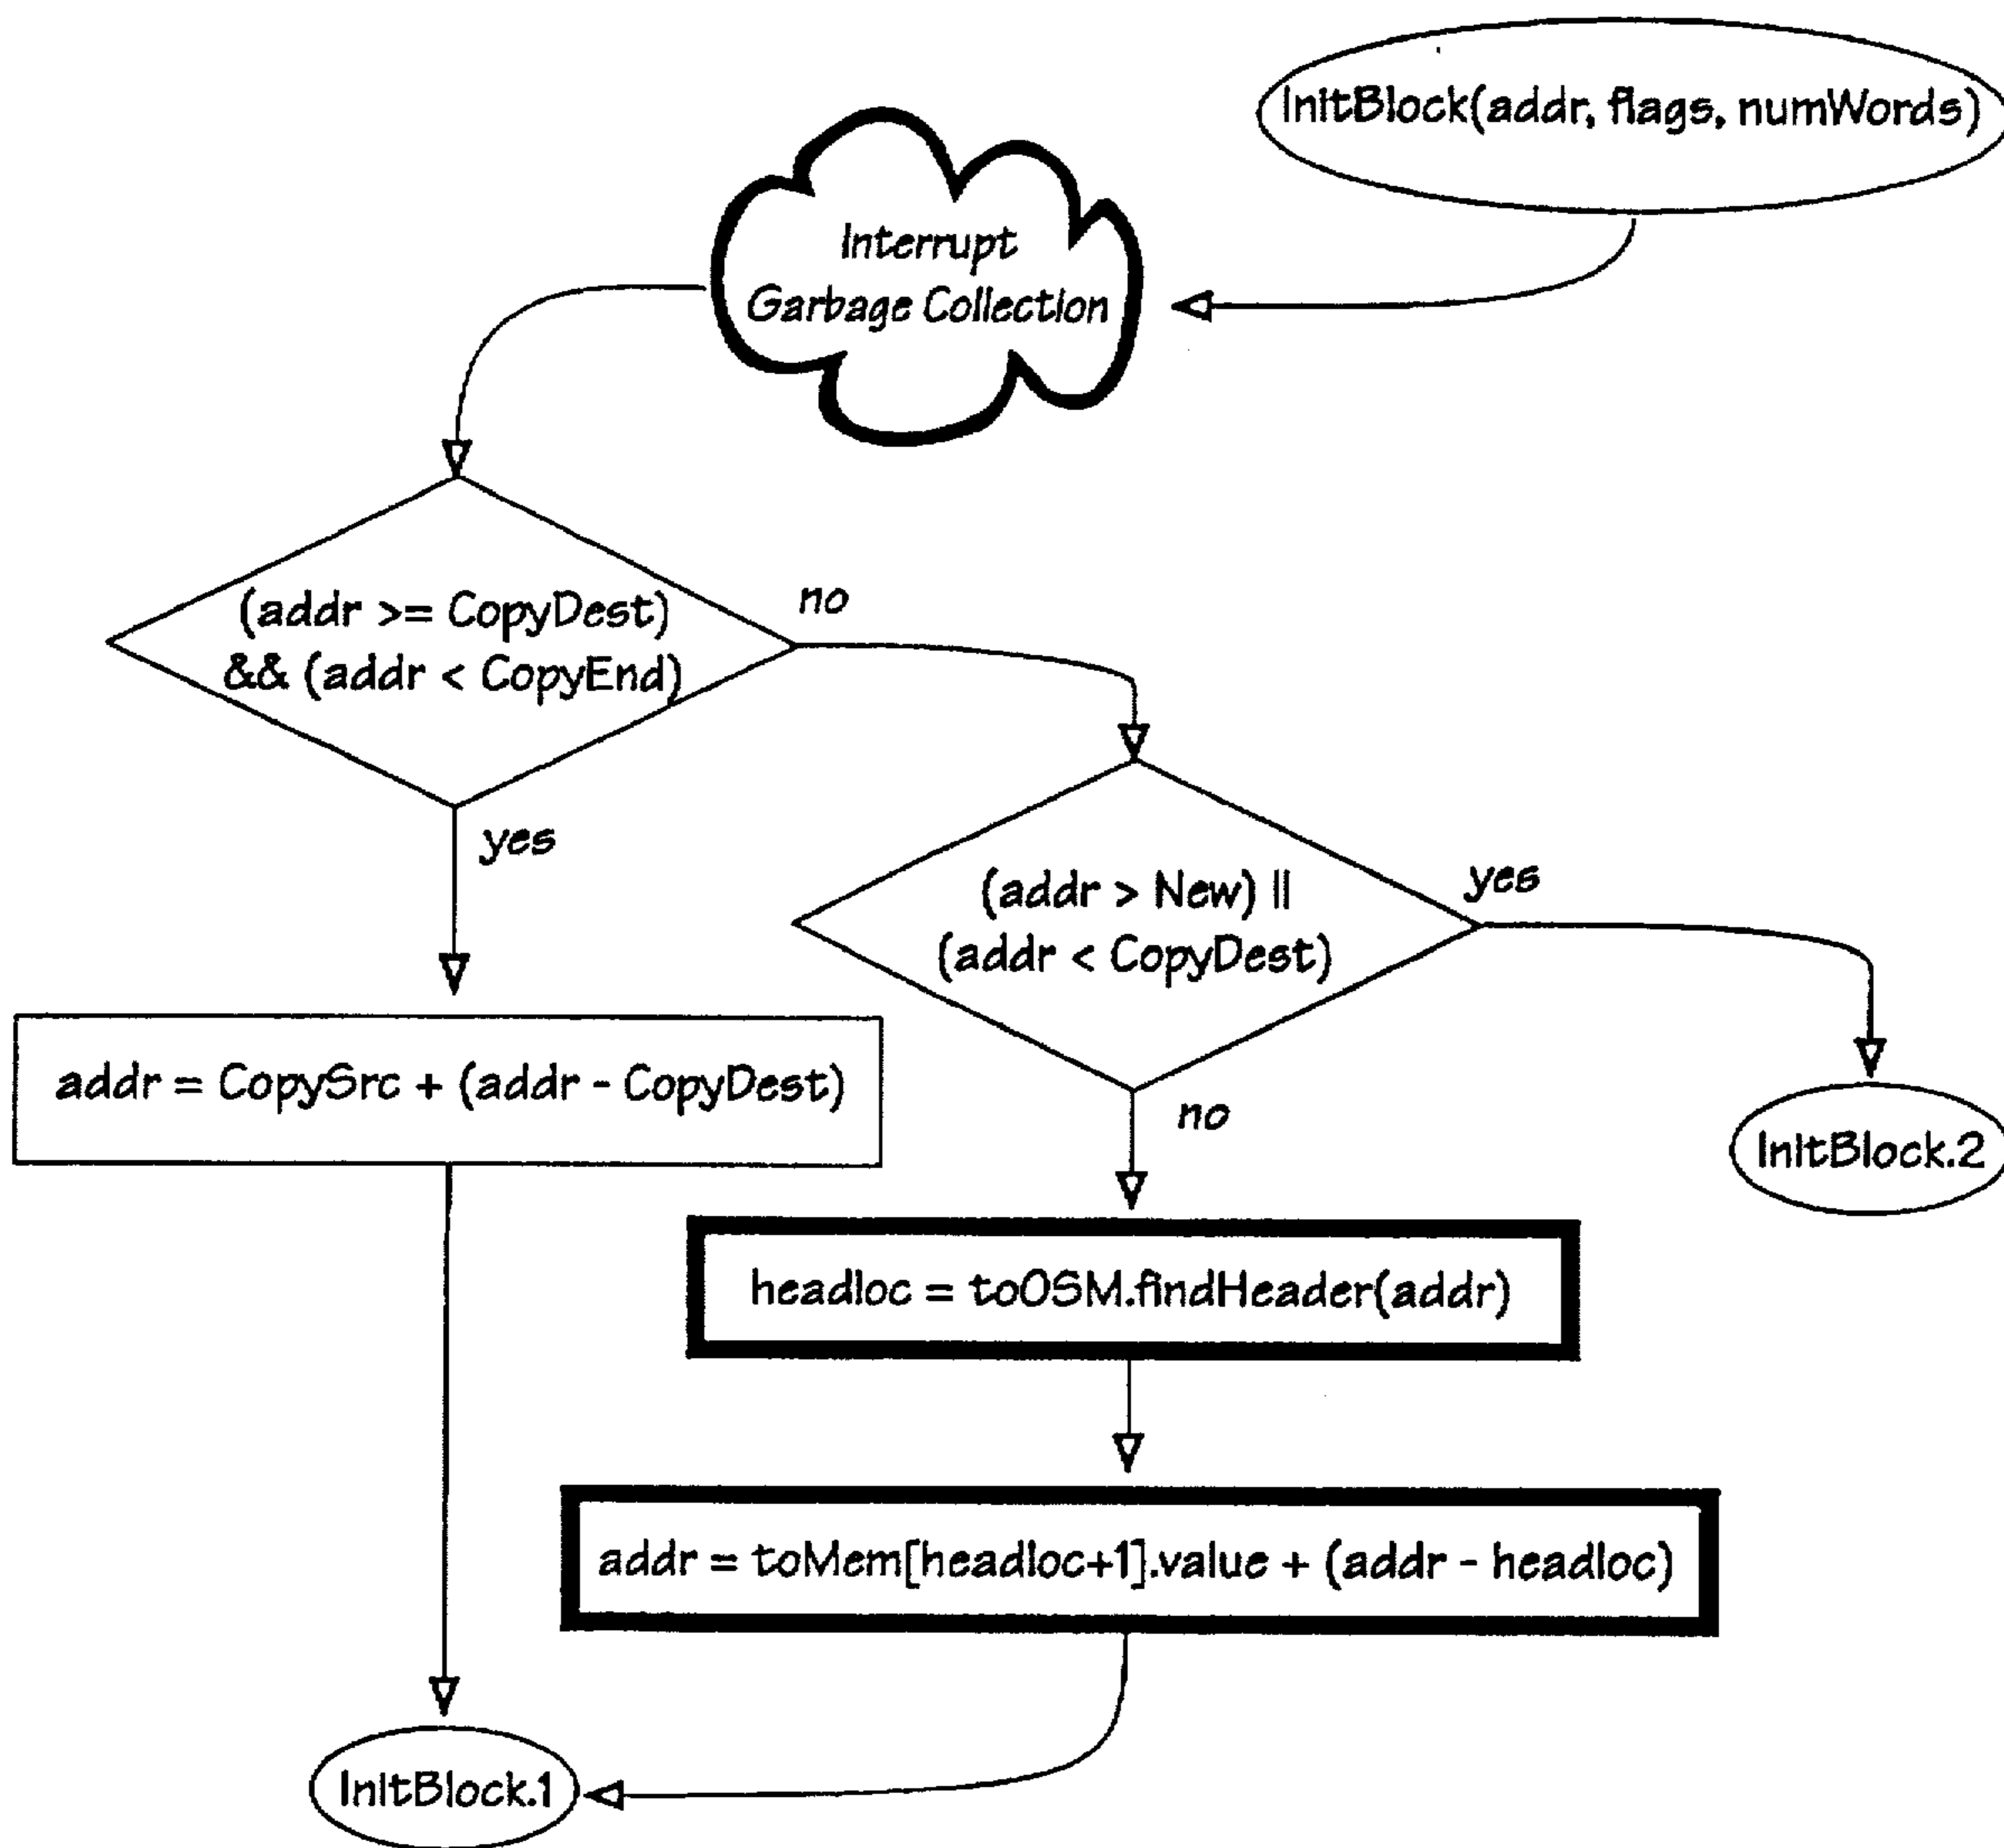 InitBlock(addr, flags, numWords)
Interrupt
Garbage Collection
(addr >= CopyDest)
&& (addr < CopyEnd)
no
yes
(addr > New) ||
(addr < CopyDest)
yes
no
addr = CopySrc + (addr - CopyDest)
InitBlock.2
headloc = toOSM.findHeader(addr)
addr = toMem[headloc+1].value + (addr - headloc)
InitBlock.1